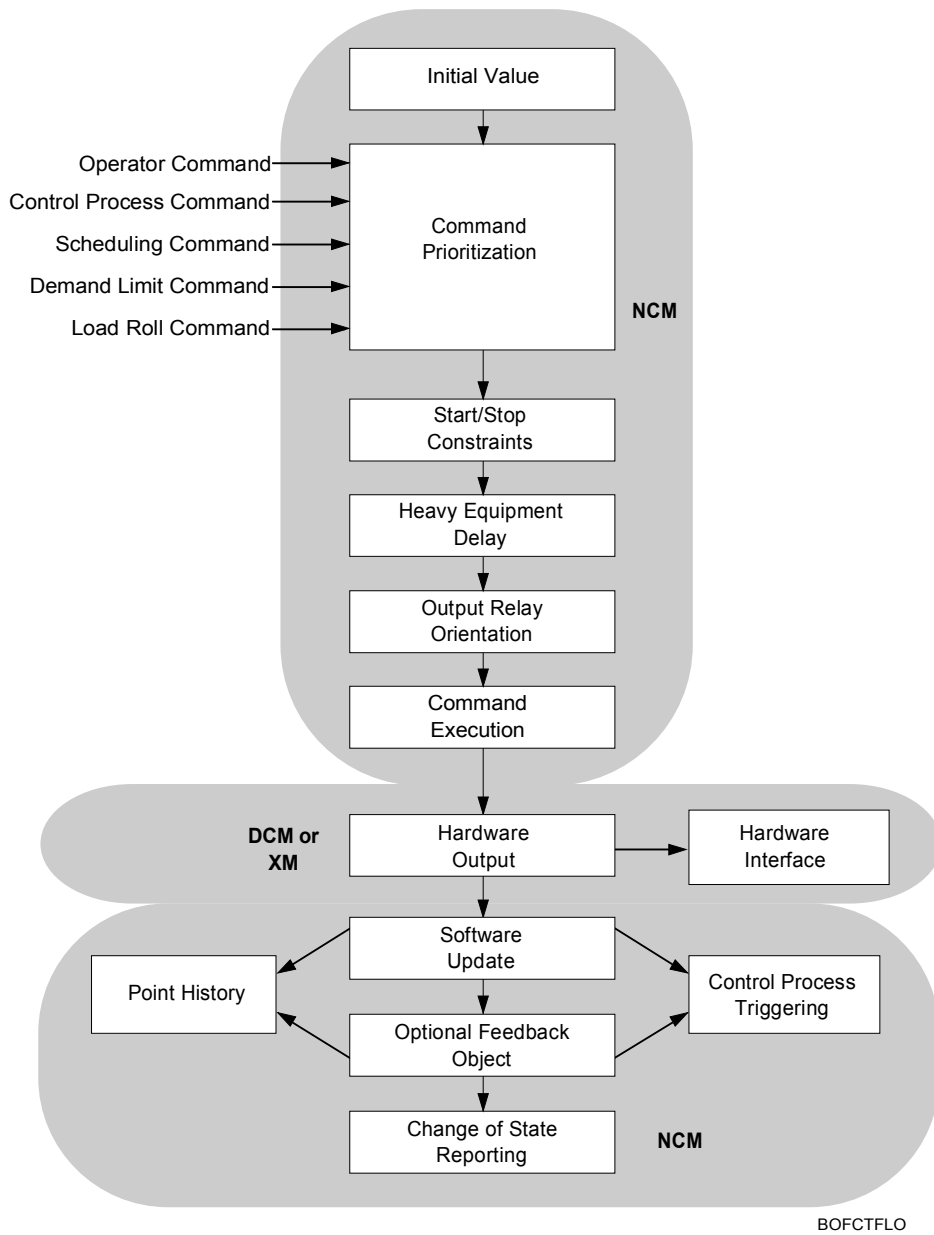 Initial Value
Operator Command
Control Process Command
Scheduling Command
Demand Limit Command
Load Roll Command
Command
Prioritization
NCM
Start/Stop
Constraints
Heavy Equipment
Delay
Output Relay
Orientation
Command
Execution
DCM or
XM
Hardware
Output
Hardware
Interface
Software
Update
Point History
Control Process
Triggering
Optional Feedback
Object
Change of State
Reporting
NCM
BOFCTFLO